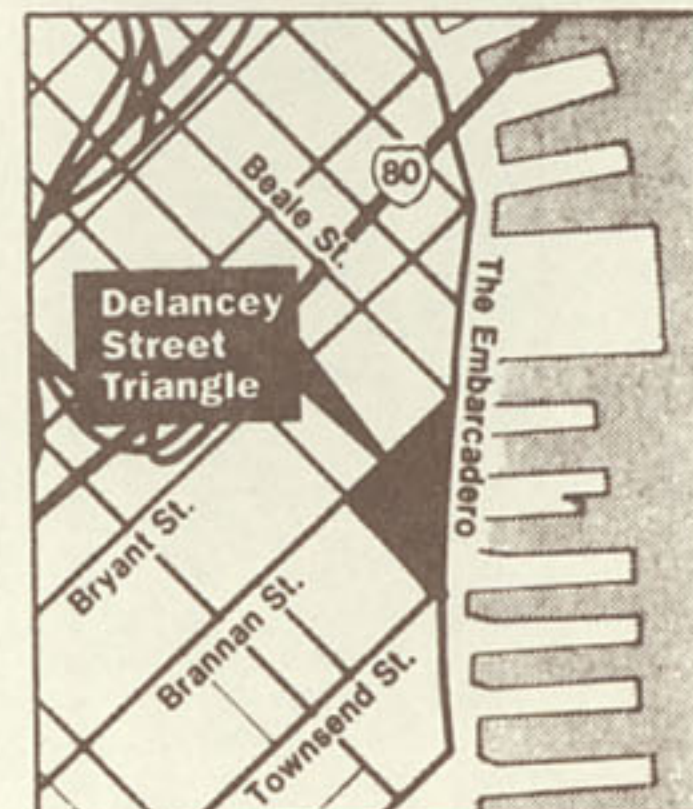 80
Beale St.
Delancey
Street
Triangle
The Embarcadero
Bryant St.
Brannan St.
Townsend St.